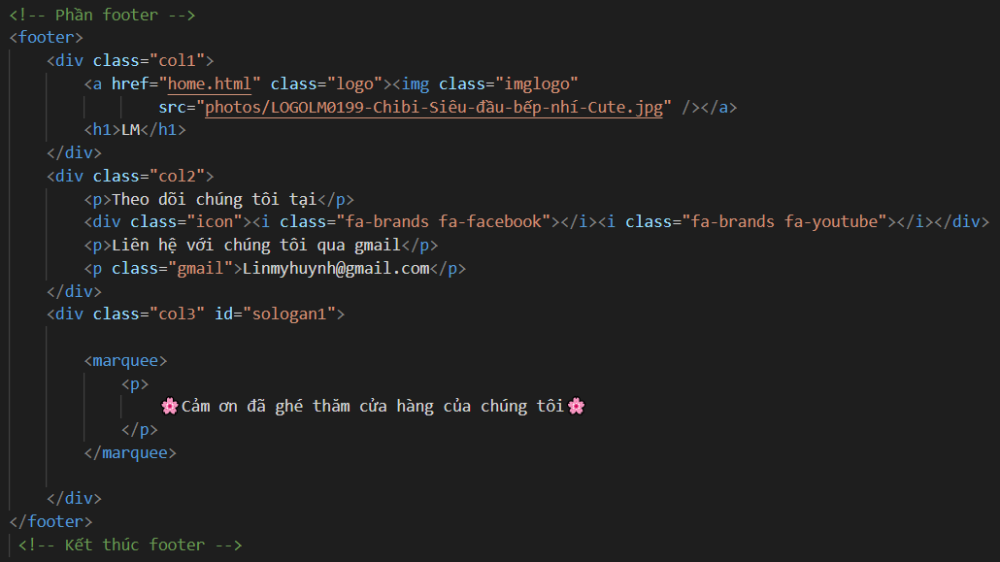 <!-- Phần footer -->
<footer>
    <div class="col1">
        <a href="home.html" class="logo"><img class="imglogo"
                src="photos/LOGOLM0199-Chibi-Siêu-đầu-bếp-nhí-Cute.jpg" /></a>
        <h1>LM</h1>
    </div>
    <div class="col2">
        <p>Theo dõi chúng tôi tại</p>
        <div class="icon"><i class="fa-brands fa-facebook"></i><i class="fa-brands fa-youtube"></i></div>
        <p>Liên hệ với chúng tôi qua gmail</p>
        <p class="gmail">Linmyhuynh@gmail.com</p>
    </div>
    <div class="col3" id="sologan1">
        <marquee>
            <p>
                🌸Cảm ơn đã ghé thăm cửa hàng của chúng tôi🌸
            </p>
        </marquee>
    </div>
</footer>
 <!-- Kết thúc footer -->